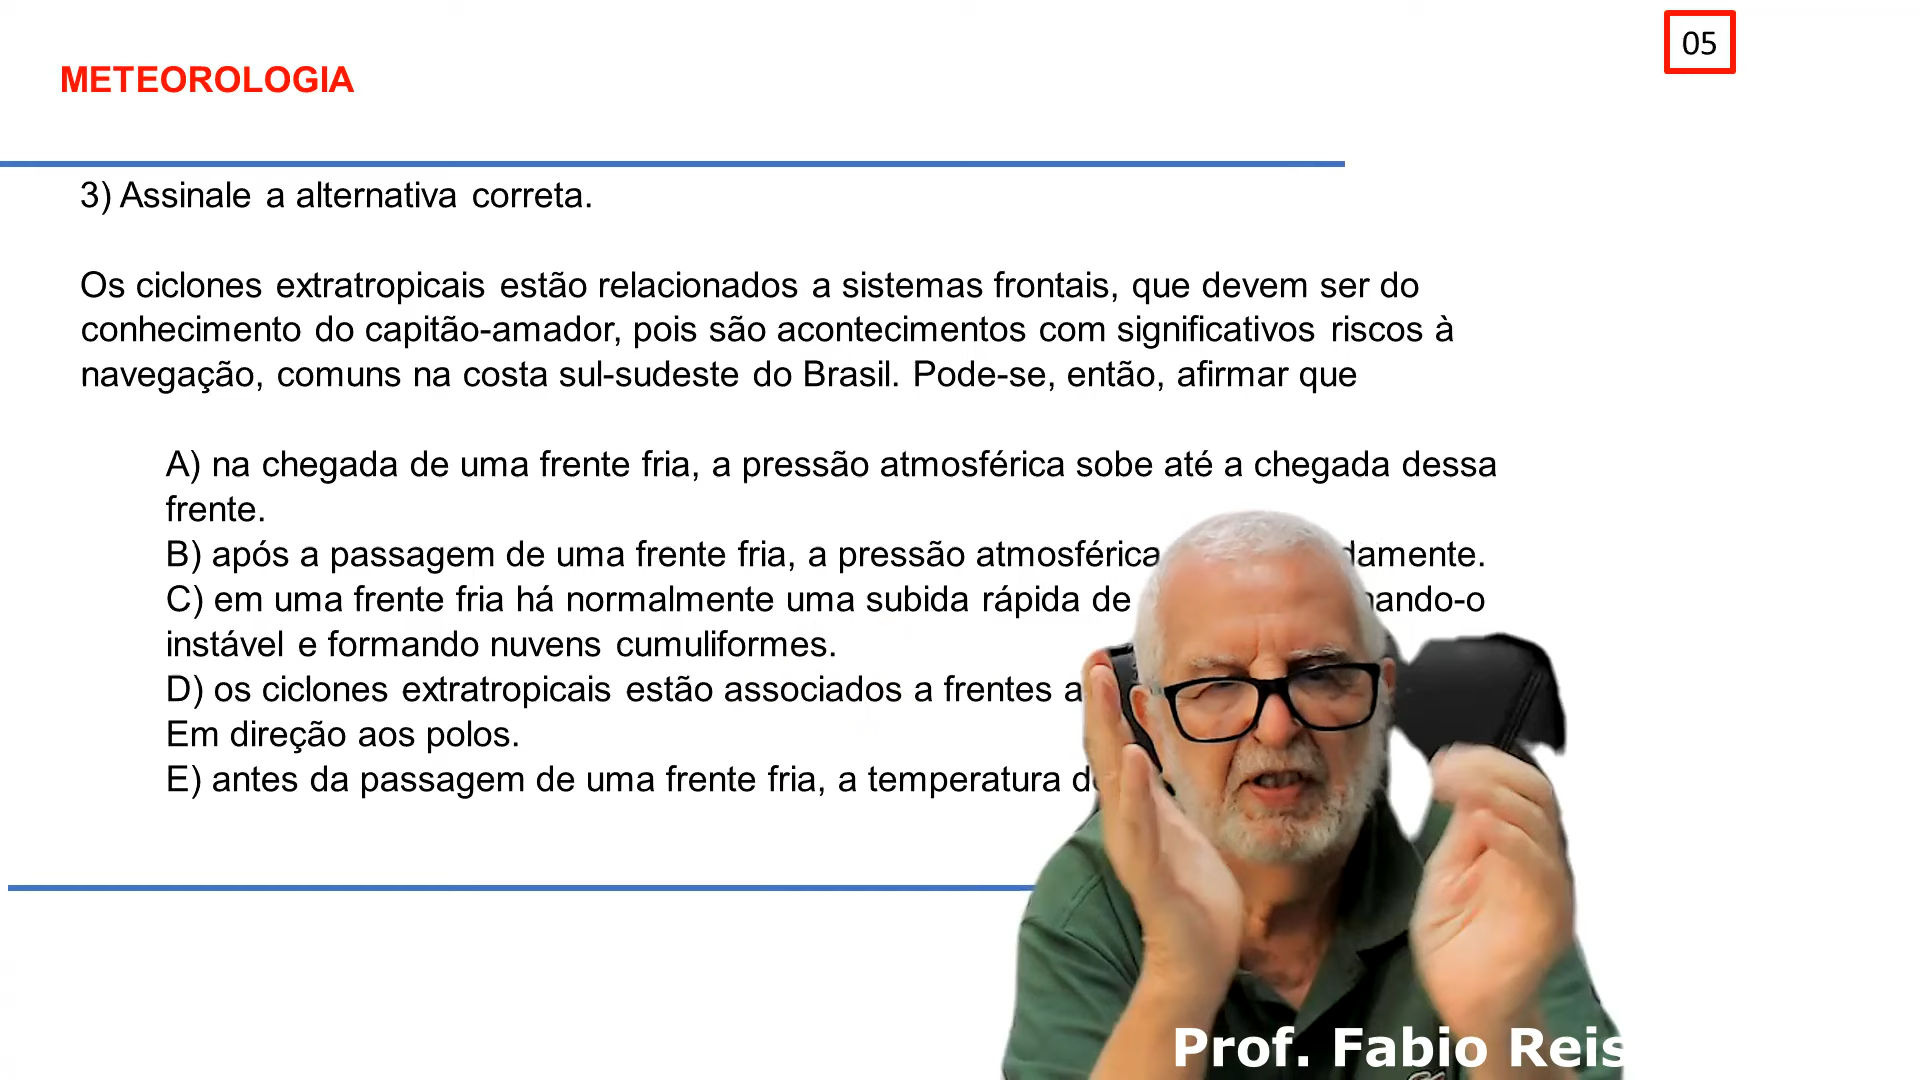 05
METEOROLOGIA
3) Assinale a alternativa correta.
Os ciclones extratropicais estão relacionados a sistemas frontais, que devem ser do
conhecimento do capitão-amador, pois são acontecimentos com significativos riscos à
navegação, comuns na costa sul-sudeste do Brasil. Pode-se, então, afirmar que
A) na chegada de uma frente fria, a pressão atmosférica sobe até a chegada dessa
frente.
B) após a passagem de uma frente fria, a pressão atmosférica
C) em uma frente fria há normalmente uma subida rápida de
instável e formando nuvens cumuliformes.
D) os ciclones extratropicais estão associados a frentes
Em direção aos polos.
E) antes da passagem de uma frente fria, a temperatura
Prof. Fabio Reis